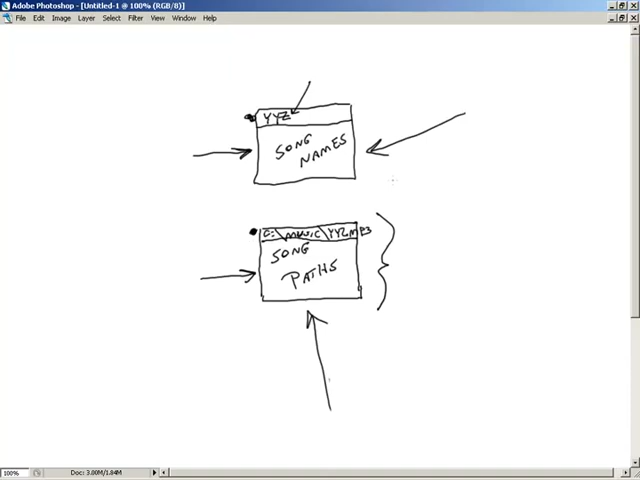 Adobe Photoshop - [Untitled-1 @ 100% (RGB/8)]
File Edit Image Layer Select Filter View Window Help
YYZ
SONG
NAMES
C:\MUSIC\YYZ.MP3
SONG
PATHS
100% Doc: 3.80M/1.84M